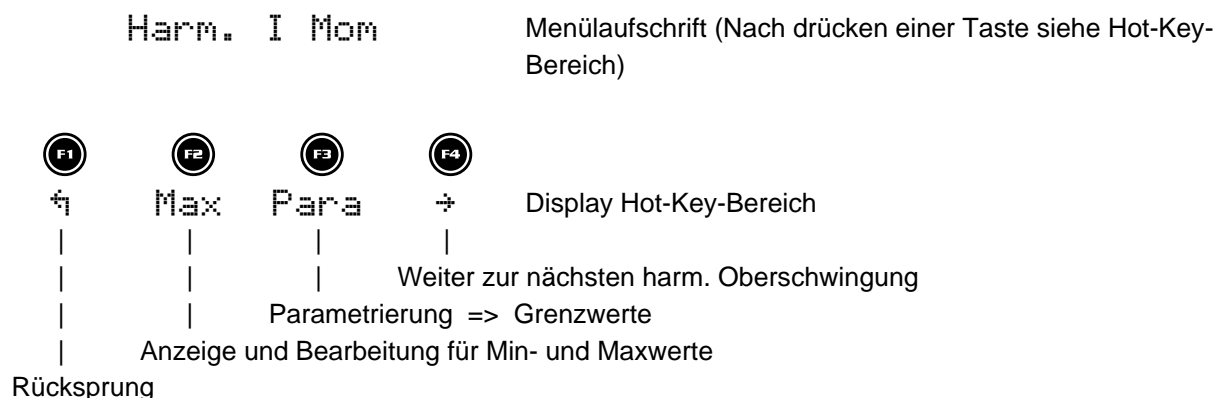 Harm. I Mom Menülaufschrift (Nach drücken einer Taste siehe Hot-Key-
Bereich)
F1 F2 F3 F4
↰ Max Para → Display Hot-Key-Bereich
| | | |
| | | Weiter zur nächsten harm. Oberschwingung
| | Parametrierung => Grenzwerte
| Anzeige und Bearbeitung für Min- und Maxwerte
Rücksprung